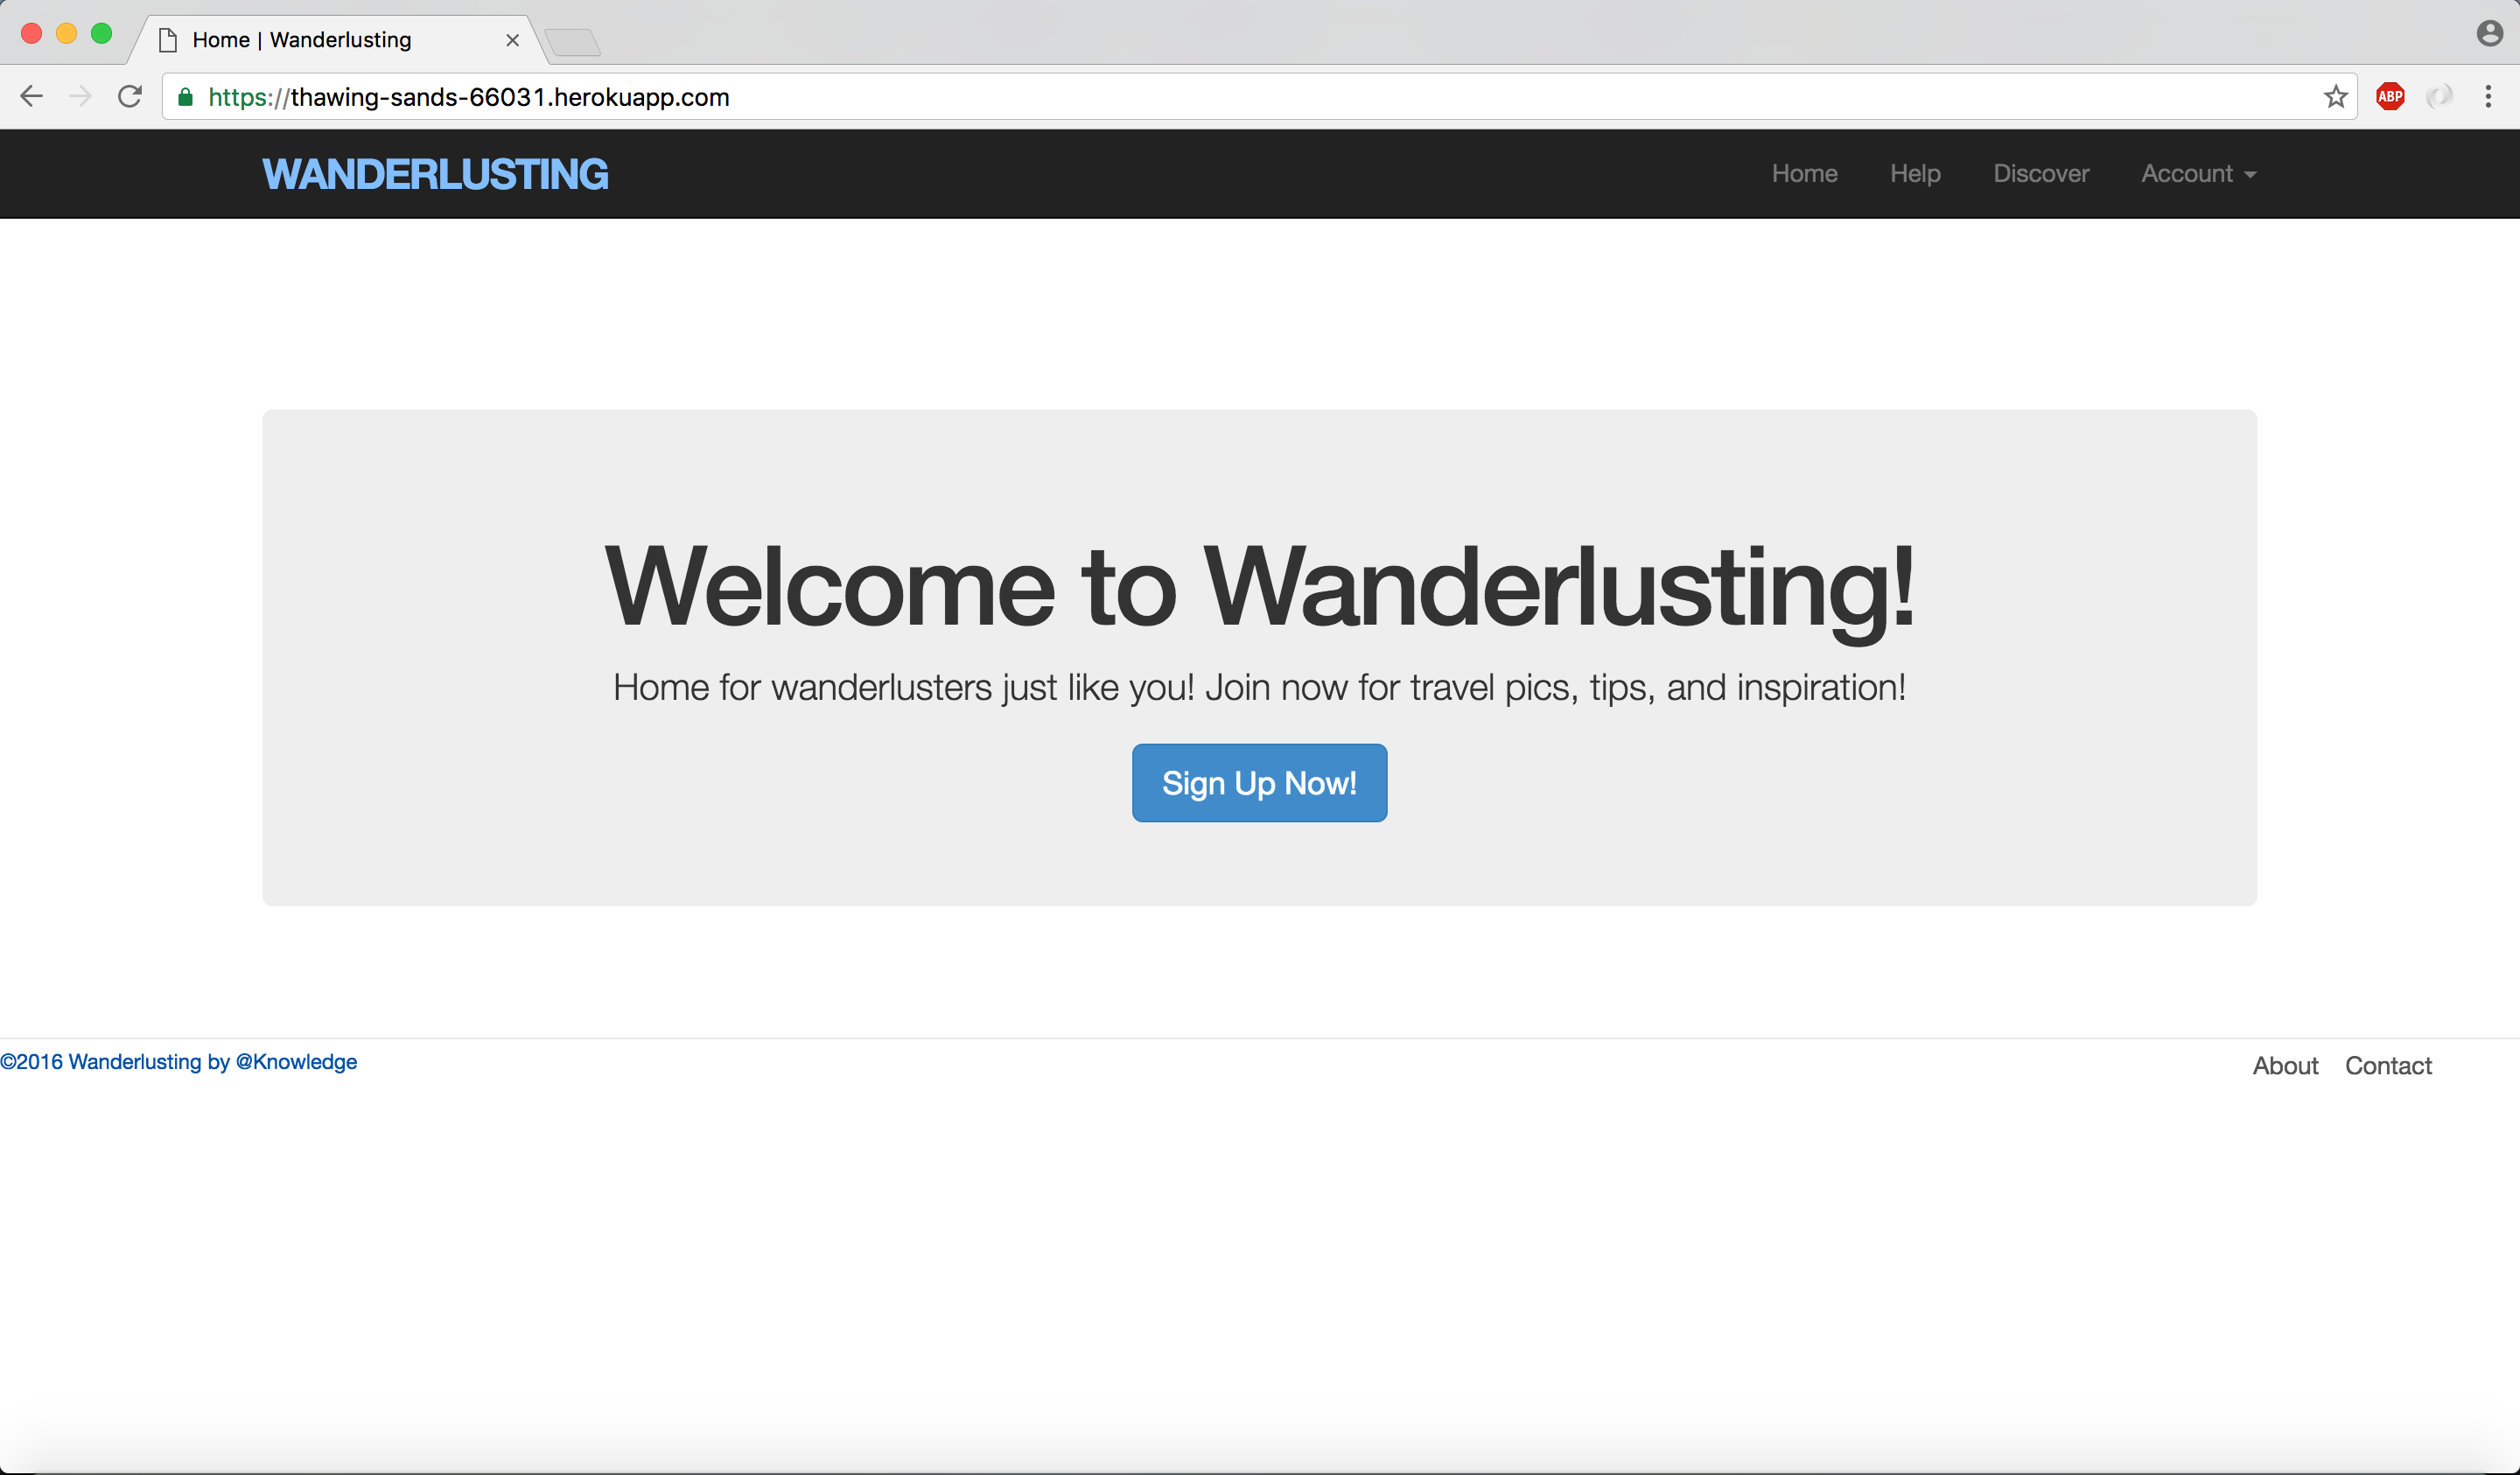 Home | Wanderlusting
https://thawing-sands-66031.herokuapp.com
ABP
WANDERLUSTING
Home Help Discover Account
Welcome to Wanderlusting!
Home for wanderlusters just like you! Join now for travel pics, tips, and inspiration!
Sign Up Now!
©2016 Wanderlusting by @Knowledge
About Contact